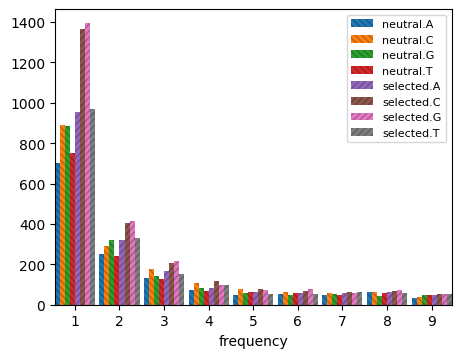 1400
1200
1000
800
600
400
200
0
neutral.A
neutral.C
neutral.G
neutral.T
selected.A
selected.C
selected.G
selected.T
1 2 3 4 5 6 7 8 9
frequency